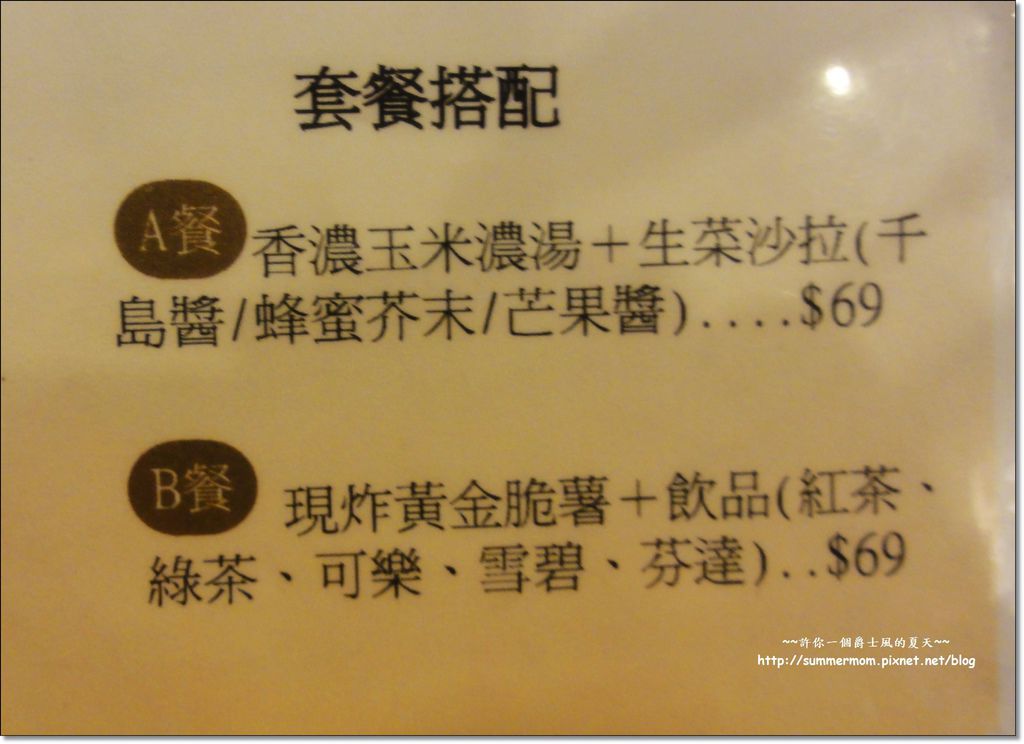 套餐搭配
A餐 香濃玉米濃湯＋生菜沙拉(千
島醬/蜂蜜芥末/芒果醬)....$69
B餐 現炸黃金脆薯＋飲品(紅茶、
綠茶、可樂、雪碧、芬達)..$69
~~許你一個爵士風的夏天~~
http://summermom.pixnet.net/blog